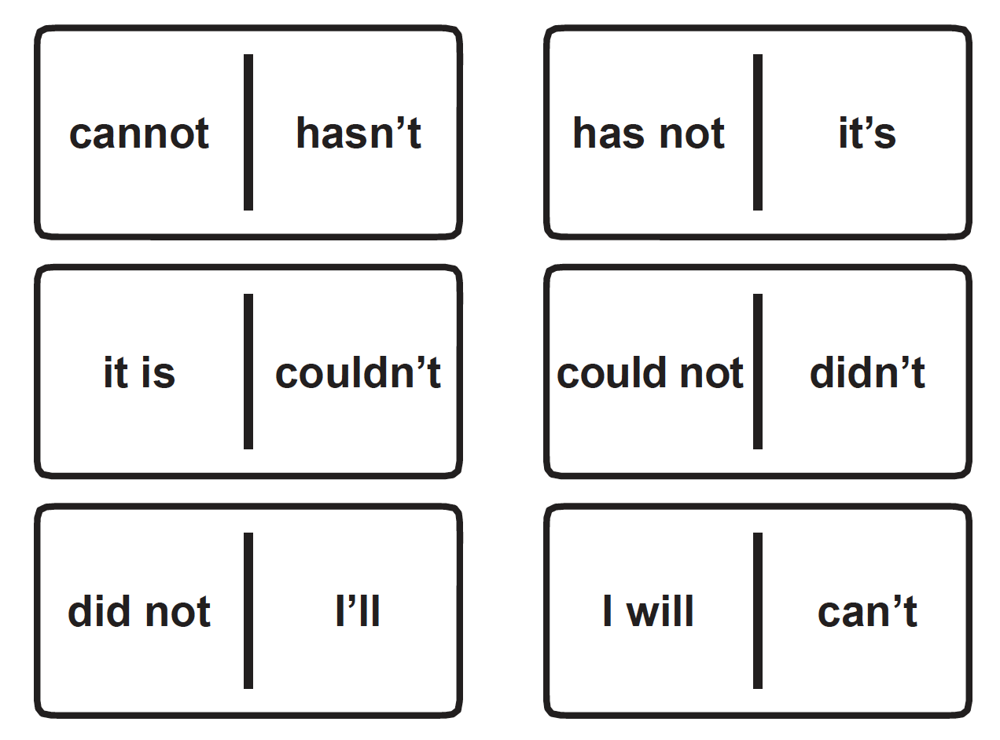 cannot hasn’t
has not it’s
it is couldn’t
could not didn’t
did not I’ll
I will can’t